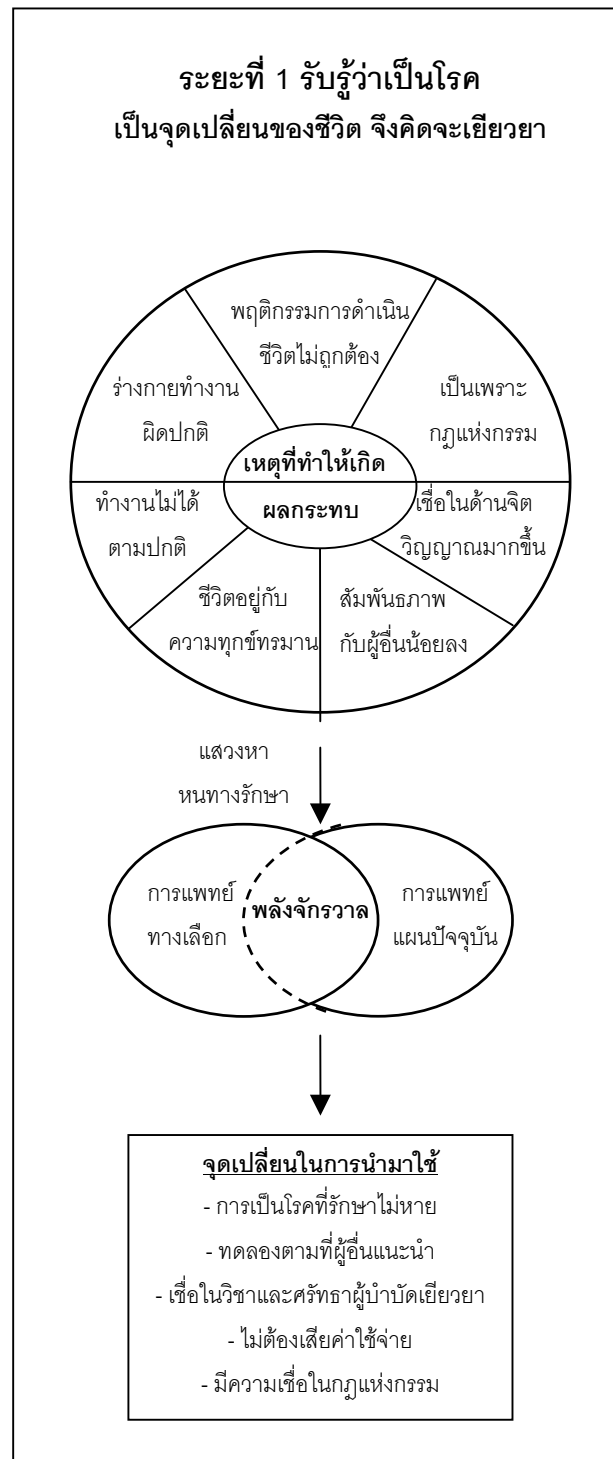 ระยะที่ 1 รับรู้ว่าเป็นโรค
เป็นจุดเปลี่ยนของชีวิต จึงคิดจะเยียวยา
พฤติกรรมการดำเนิน
ชีวิตไม่ถูกต้อง
ร่างกายทำงาน
ผิดปกติ
เป็นเพราะ
กฎแห่งกรรม
เหตุที่ทำให้เกิด
ผลกระทบ
ทำงานไม่ได้
ตามปกติ
ชีวิตอยู่กับ
ความทุกข์ทรมาน
สัมพันธภาพ
กับผู้อื่นน้อยลง
เชื่อในด้านจิต
วิญญาณมากขึ้น
แสวงหา
หนทางรักษา
การแพทย์
ทางเลือก
พลังจักรวาล
การแพทย์
แผนปัจจุบัน
จุดเปลี่ยนในการนำมาใช้
- การเป็นโรคที่รักษาไม่หาย
- ทดลองตามที่ผู้อื่นแนะนำ
- เชื่อในวิชาและศรัทธาผู้บำบัดเยียวยา
- ไม่ต้องเสียค่าใช้จ่าย
- มีความเชื่อในกฎแห่งกรรม